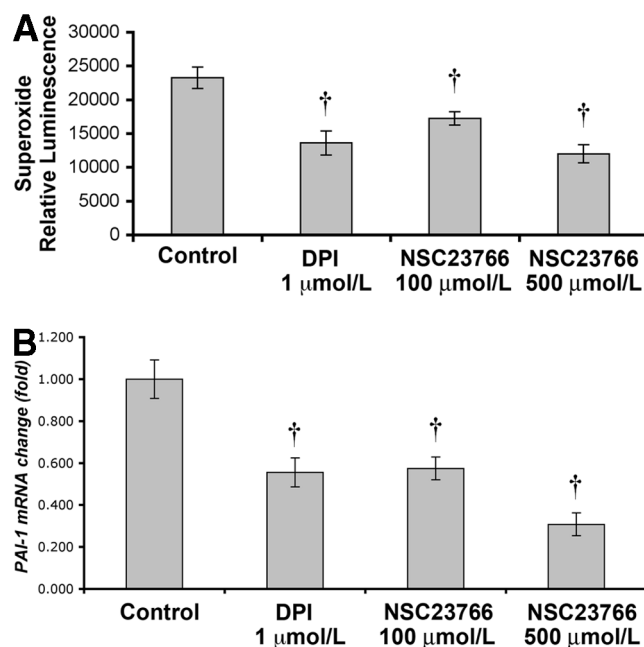 A
Superoxide
Relative Luminescence
30000
25000
20000
15000
10000
5000
0
†
†
†
Control
DPI
1 μmol/L
NSC23766
100 μmol/L
NSC23766
500 μmol/L
B
PAI-1 mRNA change (fold)
1.200
1.000
0.800
0.600
0.400
0.200
0.000
†
†
†
Control
DPI
1 μmol/L
NSC23766
100 μmol/L
NSC23766
500 μmol/L